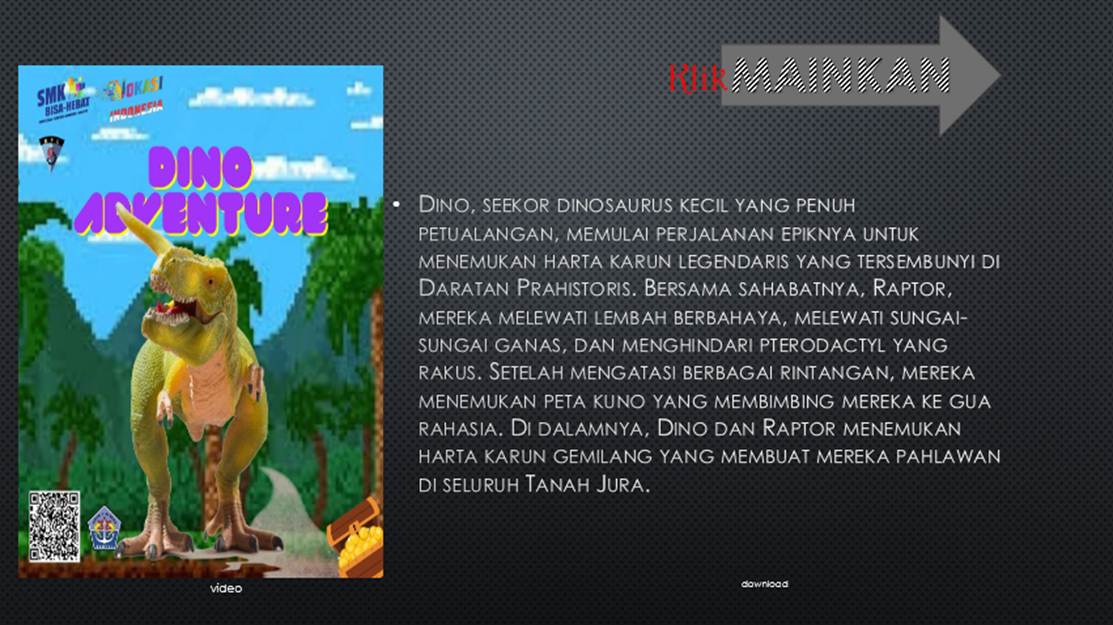 Klik MAINKAN
SMK
BISA-HEBAT
VOKASI
INDONESIA
DINO
ADVENTURE
• DINO, SEEKOR DINOSAURUS KECIL YANG PENUH
PETUALANGAN, MEMULAI PERJALANAN EPIKNYA UNTUK
MENEMUKAN HARTA KARUN LEGENDARIS YANG TERSEMBUNYI DI
DARATAN PRAHISTORIS. BERSAMA SAHABATNYA, RAPTOR,
MEREKA MELEWATI LEMBAH BERBAHAYA, MELEWATI SUNGAI-
SUNGAI GANAS, DAN MENGHINDARI PTERODACTYL YANG
RAKUS. SETELAH MENGATASI BERBAGAI RINTANGAN, MEREKA
MENEMUKAN PETA KUNO YANG MEMBIMBING MEREKA KE GUA
RAHASIA. DI DALAMNYA, DINO DAN RAPTOR MENEMUKAN
HARTA KARUN GEMILANG YANG MEMBUAT MEREKA PAHLAWAN
DI SELURUH TANAH JURA.
video
download